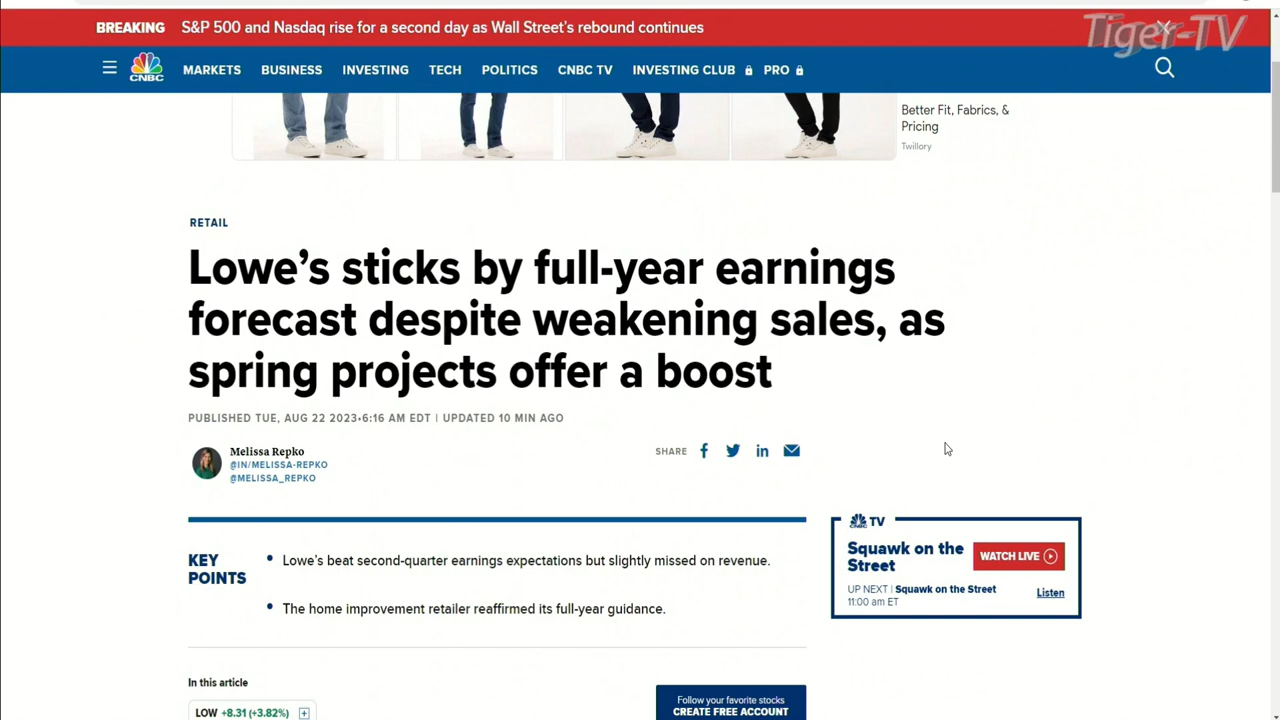 BREAKING S&P 500 and Nasdaq rise for a second day as Wall Street's rebound continues
Tiger-TV
CNBC
MARKETS BUSINESS INVESTING TECH POLITICS CNBC TV INVESTING CLUB PRO
Better Fit, Fabrics, &
Pricing
Twillory
RETAIL
Lowe's sticks by full-year earnings
forecast despite weakening sales, as
spring projects offer a boost
PUBLISHED TUE, AUG 22 2023•6:16 AM EDT | UPDATED 10 MIN AGO
Melissa Repko
@IN/MELISSA-REPKO
@MELISSA_REPKO
SHARE
KEY
POINTS
• Lowe's beat second-quarter earnings expectations but slightly missed on revenue.
• The home improvement retailer reaffirmed its full-year guidance.
CNBC TV
Squawk on the
Street
WATCH LIVE
UP NEXT | Squawk on the Street
11:00 am ET
Listen
In this article
LOW +8.31 (+3.82%)
Follow your favorite stocks
CREATE FREE ACCOUNT